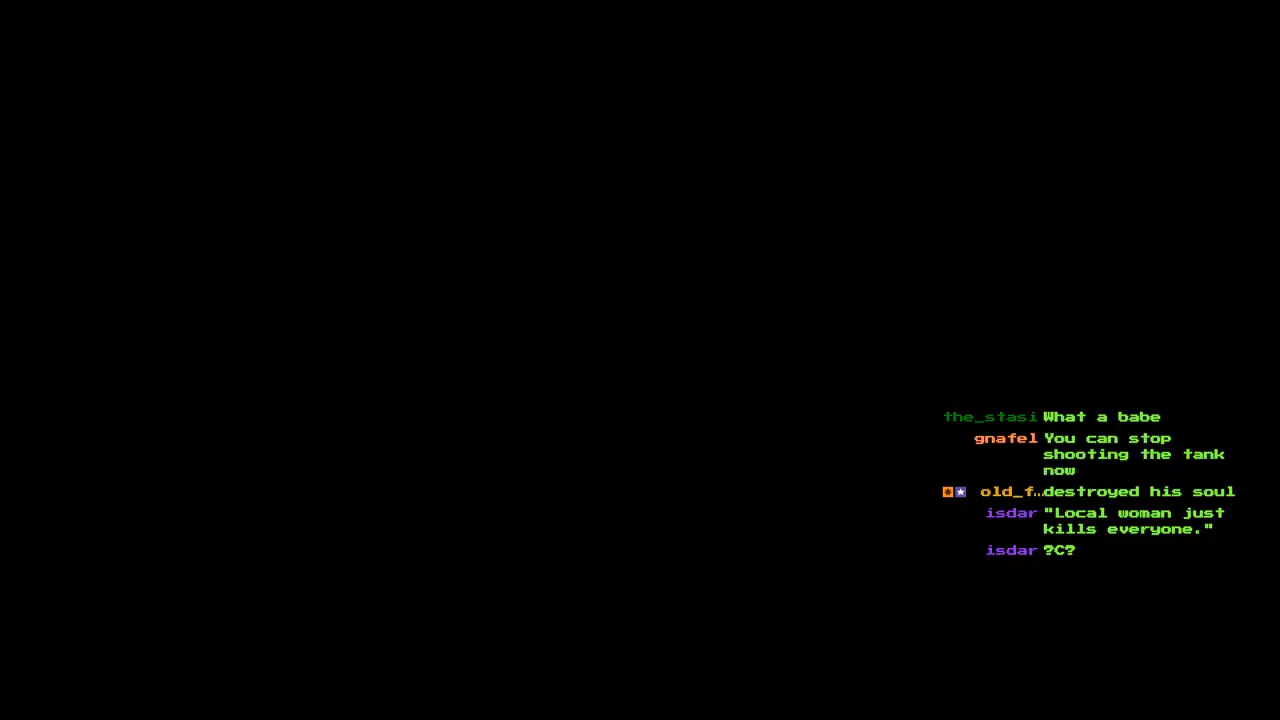 the_stasi What a babe
gnafel You can stop
shooting the tank
now
old_f… destroyed his soul
isdar "Local woman just
kills everyone."
isdar ?C?